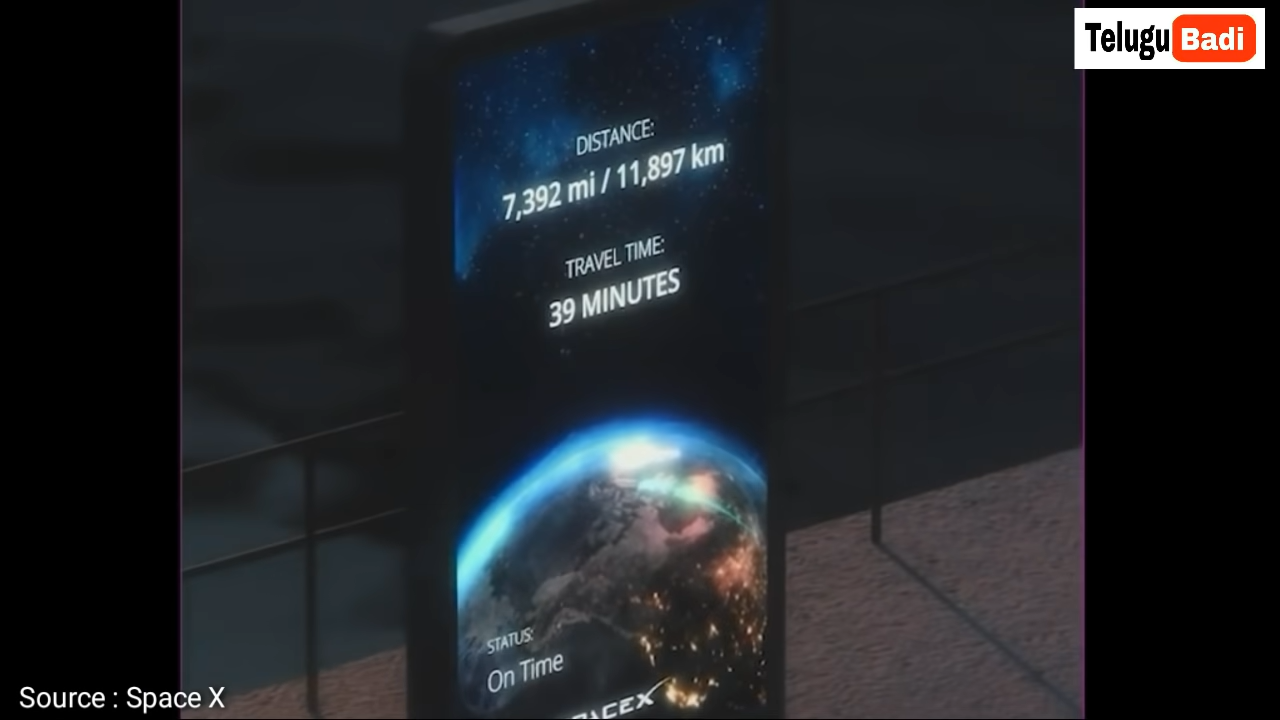 Telugu Badi
DISTANCE:
7,392 mi / 11,897 km
TRAVEL TIME:
39 MINUTES
STATUS:
On Time
Source : Space X